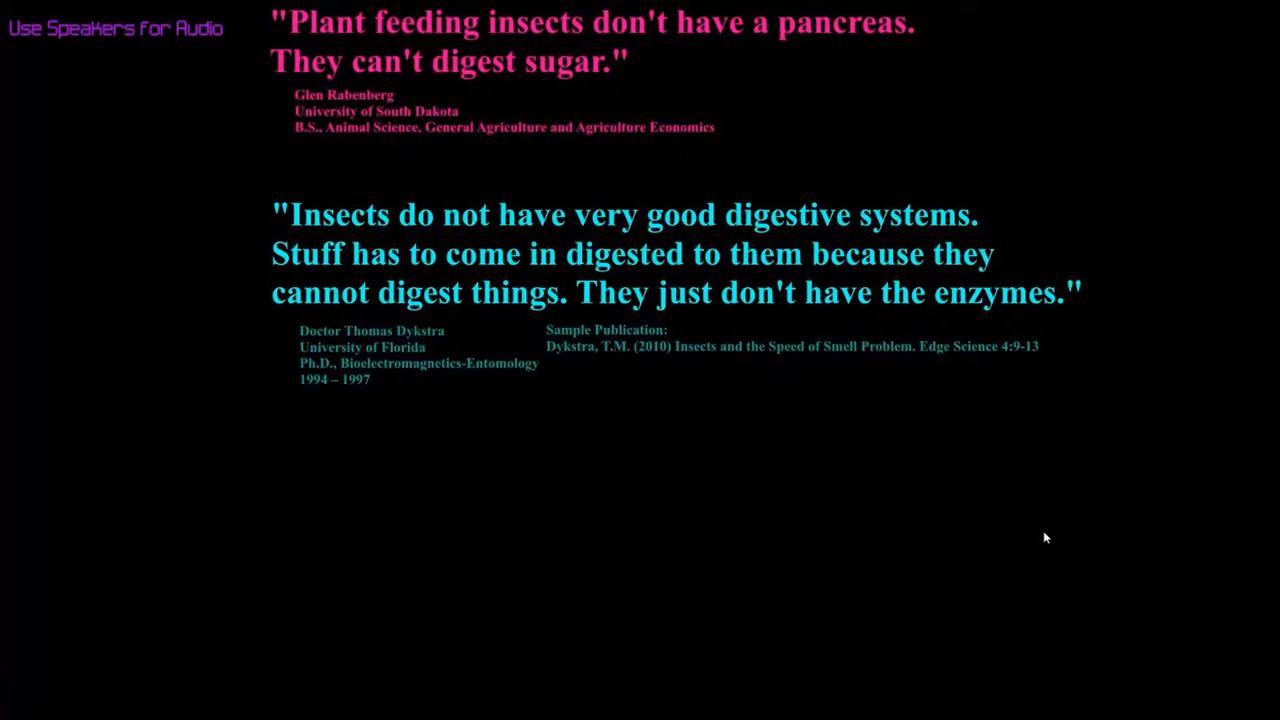 Use Speakers for Audio
"Plant feeding insects don't have a pancreas.
They can't digest sugar."
Glen Rabenberg
University of South Dakota
B.S., Animal Science, General Agriculture and Agriculture Economics
"Insects do not have very good digestive systems.
Stuff has to come in digested to them because they
cannot digest things. They just don't have the enzymes."
Doctor Thomas Dykstra
University of Florida
Ph.D., Bioelectromagnetics-Entomology
1994 – 1997
Sample Publication:
Dykstra, T.M. (2010) Insects and the Speed of Smell Problem. Edge Science 4:9-13